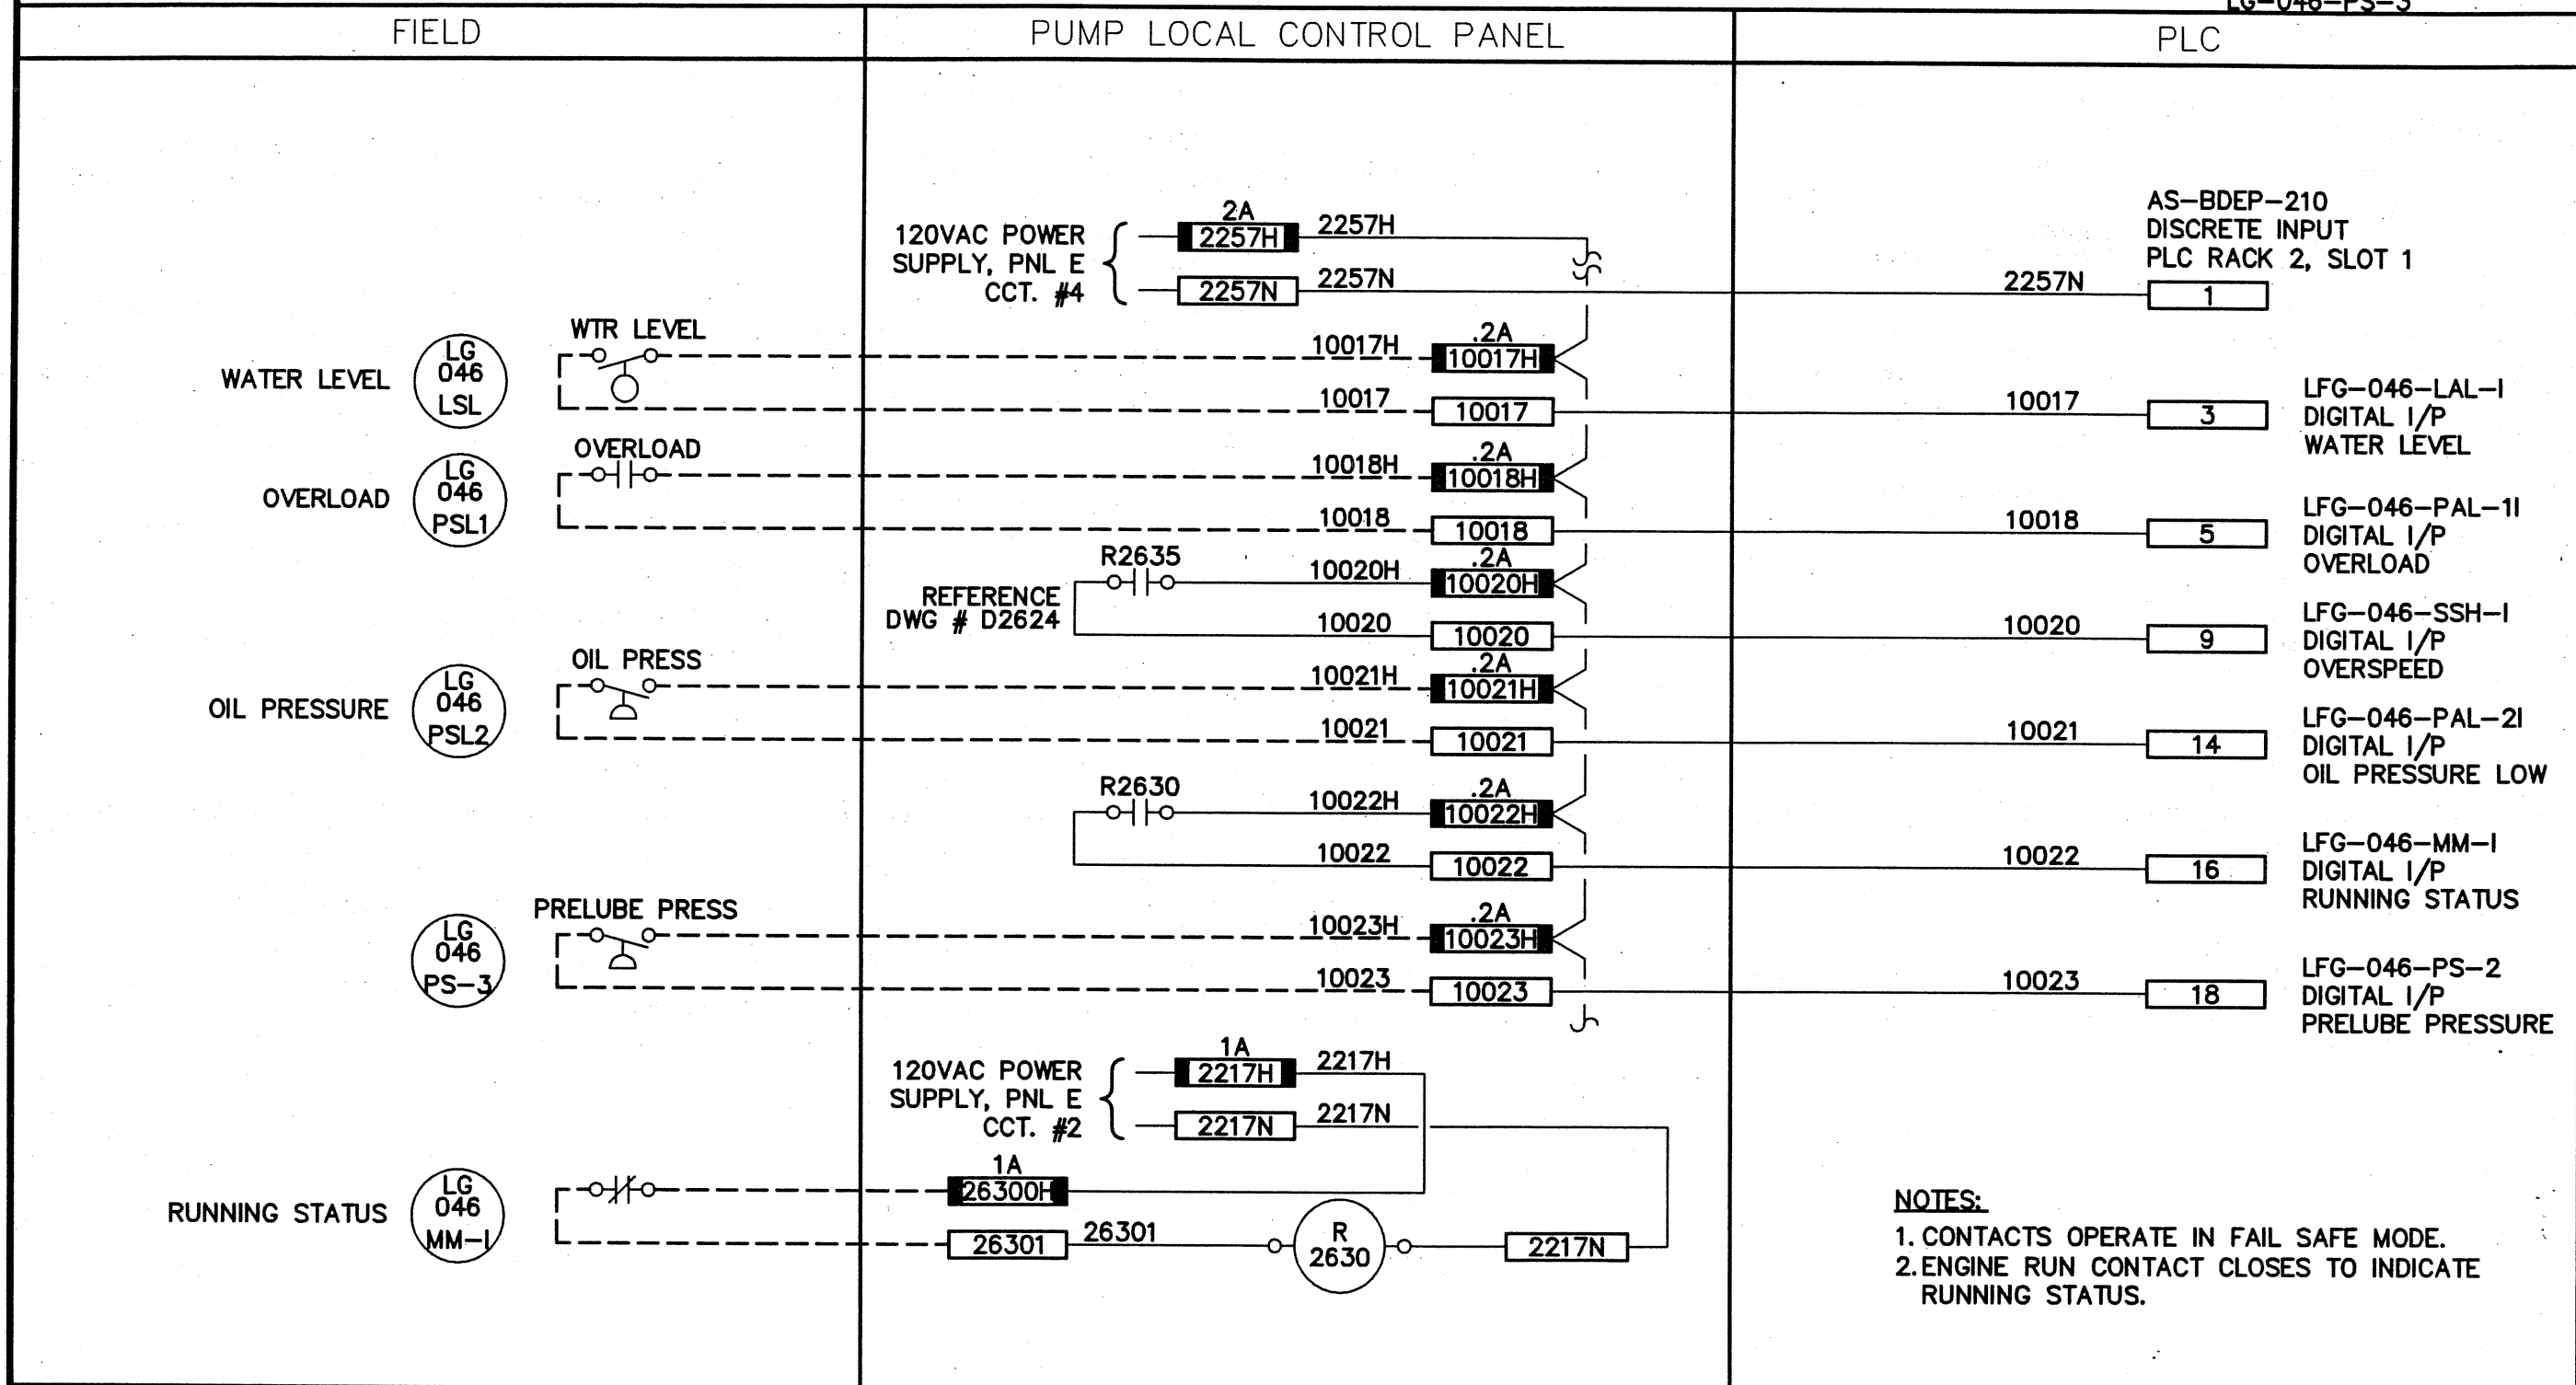 LG-046-PS-3
FIELD
PUMP LOCAL CONTROL PANEL
PLC
120VAC POWER
SUPPLY, PNL E
CCT. #4
2A
2257H
2257H
2257N
2257N
2257N
AS-BDEP-210
DISCRETE INPUT
PLC RACK 2, SLOT 1
1
WATER LEVEL
LG
046
LSL
WTR LEVEL
10017H
.2A
10017H
10017
10017
10017
3
LFG-046-LAL-I
DIGITAL I/P
WATER LEVEL
OVERLOAD
LG
046
PSL1
OVERLOAD
10018H
.2A
10018H
10018
10018
10018
5
LFG-046-PAL-1I
DIGITAL I/P
OVERLOAD
REFERENCE
DWG # D2624
R2635
10020H
.2A
10020H
10020
10020
10020
9
LFG-046-SSH-I
DIGITAL I/P
OVERSPEED
OIL PRESSURE
LG
046
PSL2
OIL PRESS
10021H
.2A
10021H
10021
10021
10021
14
LFG-046-PAL-2I
DIGITAL I/P
OIL PRESSURE LOW
R2630
10022H
.2A
10022H
10022
10022
10022
16
LFG-046-MM-I
DIGITAL I/P
RUNNING STATUS
LG
046
PS-3
PRELUBE PRESS
10023H
.2A
10023H
10023
10023
10023
18
LFG-046-PS-2
DIGITAL I/P
PRELUBE PRESSURE
120VAC POWER
SUPPLY, PNL E
CCT. #2
1A
2217H
2217H
2217N
2217N
RUNNING STATUS
LG
046
MM-I
1A
26300H
26301
26301
R
2630
2217N
NOTES:
1. CONTACTS OPERATE IN FAIL SAFE MODE.
2. ENGINE RUN CONTACT CLOSES TO INDICATE
RUNNING STATUS.